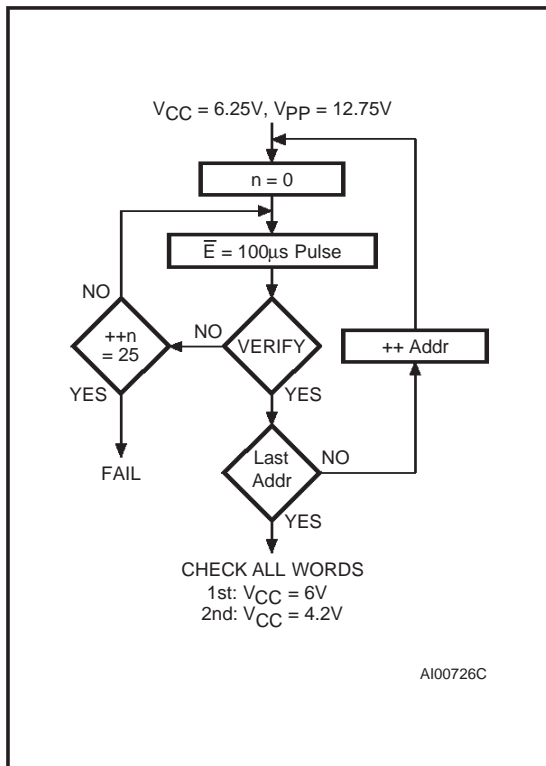 VCC = 6.25V, VPP = 12.75V
n = 0
E̅ = 100µs Pulse
NO
++n
= 25
NO
VERIFY
++ Addr
YES
YES
FAIL
Last
Addr
NO
YES
CHECK ALL WORDS
1st: VCC = 6V
2nd: VCC = 4.2V
AI00726C